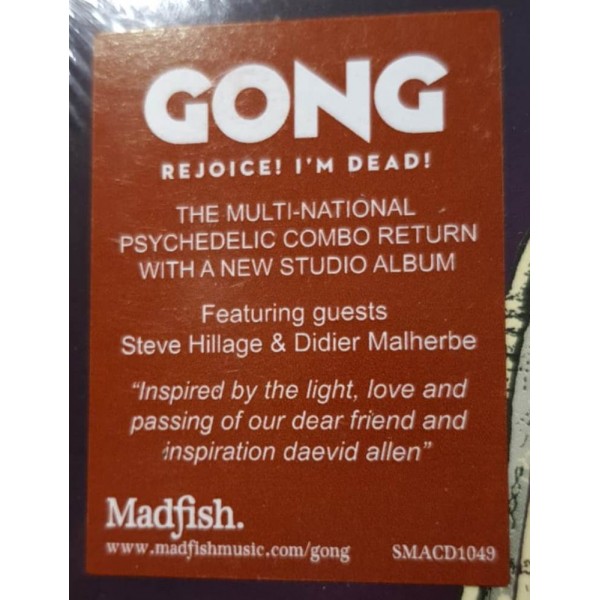 GONG
REJOICE! I'M DEAD!
THE MULTI-NATIONAL
PSYCHEDELIC COMBO RETURN
WITH A NEW STUDIO ALBUM
Featuring guests
Steve Hillage & Didier Malherbe
“Inspired by the light, love and
passing of our dear friend and
inspiration daevid allen”
Madfish.
www.madfishmusic.com/gong SMACD1049